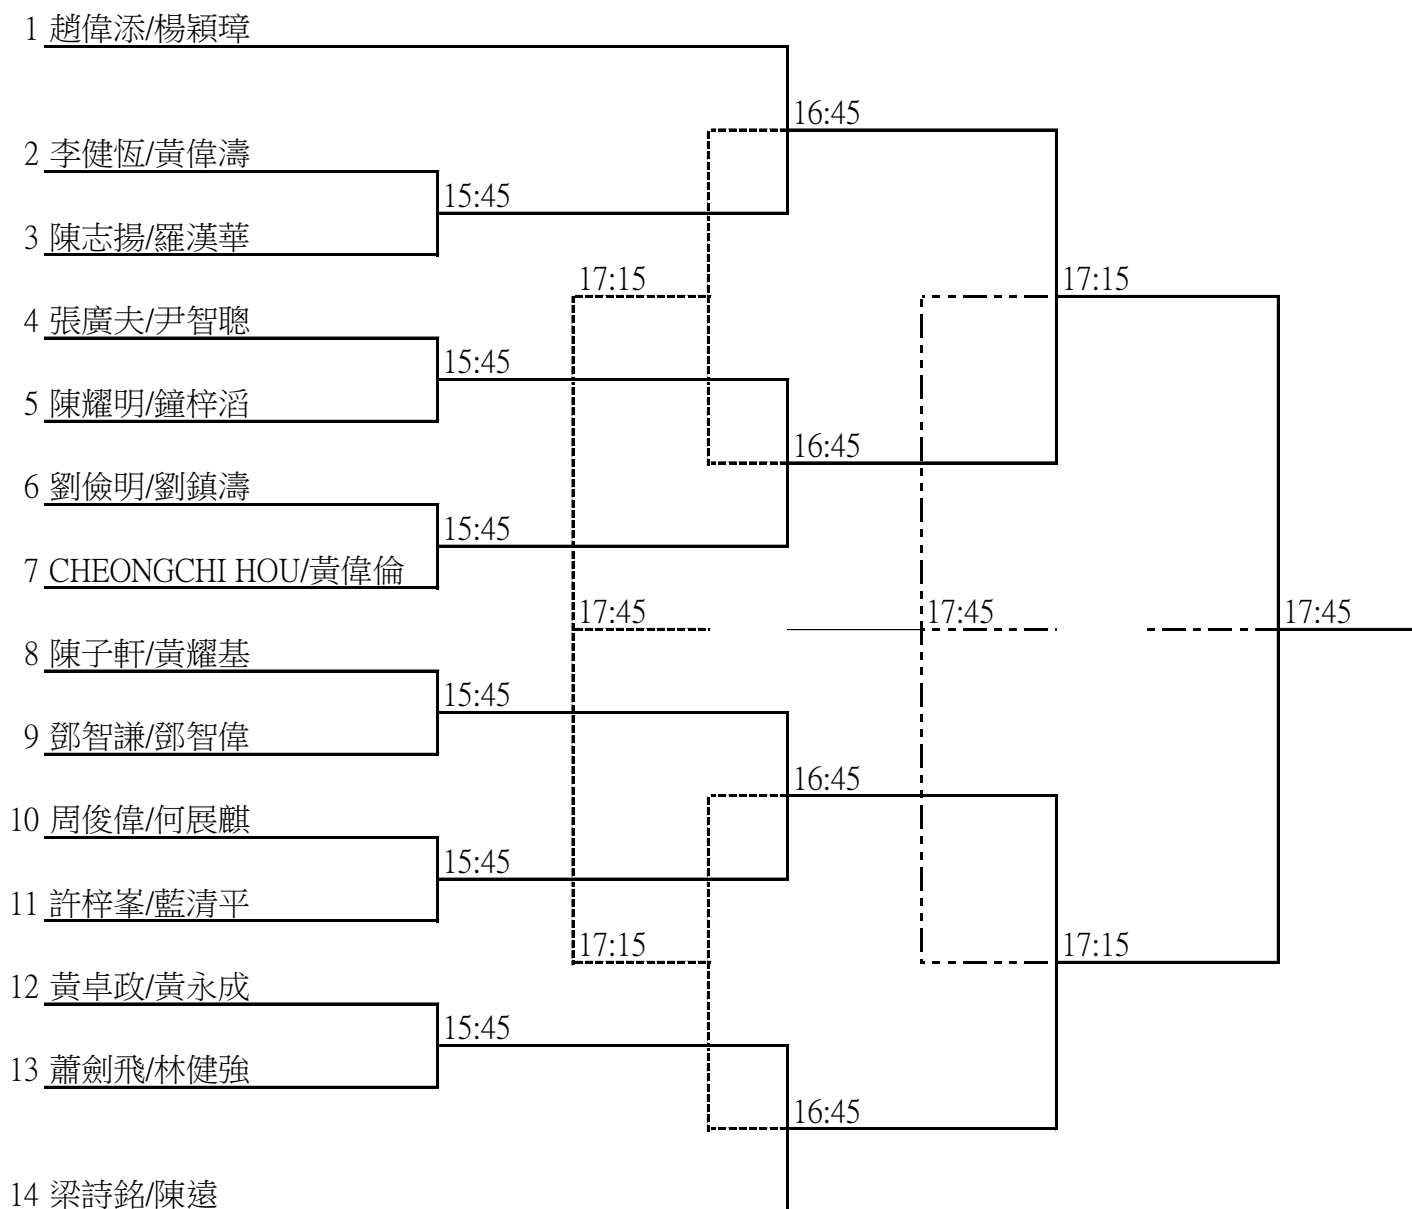 1 趙偉添/楊穎璋
16:45
2 李健恆/黃偉濤
15:45
3 陳志揚/羅漢華
17:15 17:15
4 張廣夫/尹智聰
15:45
5 陳耀明/鐘梓滔
16:45
6 劉儉明/劉鎮濤
15:45
7 CHEONGCHI HOU/黃偉倫
17:45 17:45 17:45
8 陳子軒/黃耀基
15:45
9 鄧智謙/鄧智偉
16:45
10 周俊偉/何展麒
15:45
11 許梓峯/藍清平
17:15 17:15
12 黃卓政/黃永成
15:45
13 蕭劍飛/林健強
16:45
14 梁詩銘/陳遠